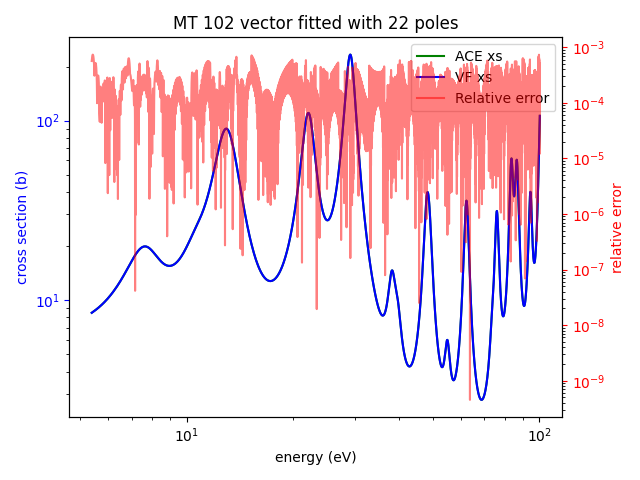 MT 102 vector fitted with 22 poles
ACE xs
VF xs
Relative error
cross section (b)
10²
10¹
10⁻³
10⁻⁴
10⁻⁵
10⁻⁶
10⁻⁷
10⁻⁸
10⁻⁹
relative error
10¹ 10²
energy (eV)